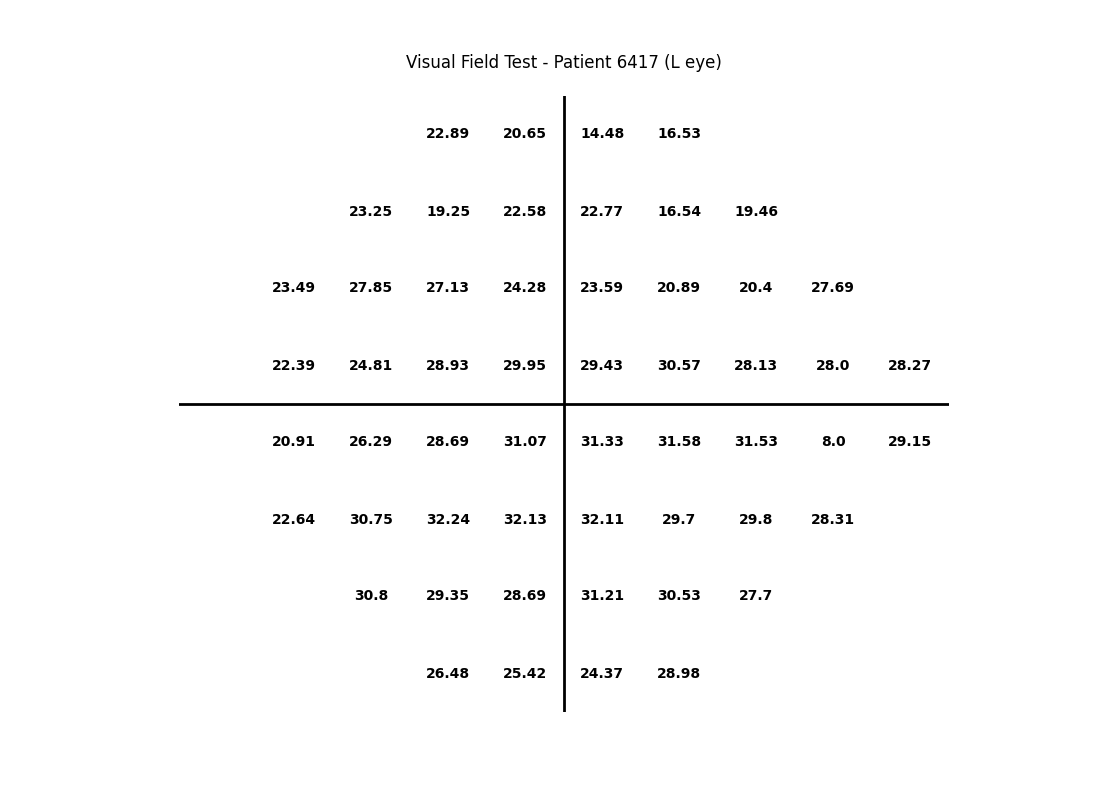 Visual Field Test - Patient 6417 (L eye)
22.89 20.65 14.48 16.53
23.25 19.25 22.58 22.77 16.54 19.46
23.49 27.85 27.13 24.28 23.59 20.89 20.4 27.69
22.39 24.81 28.93 29.95 29.43 30.57 28.13 28.0 28.27
20.91 26.29 28.69 31.07 31.33 31.58 31.53 8.0 29.15
22.64 30.75 32.24 32.13 32.11 29.7 29.8 28.31
30.8 29.35 28.69 31.21 30.53 27.7
26.48 25.42 24.37 28.98